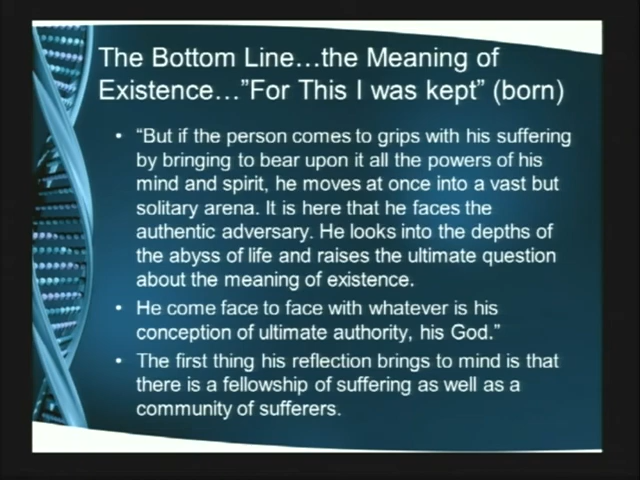 The Bottom Line…the Meaning of
Existence…”For This I was kept” (born)
• “But if the person comes to grips with his suffering
by bringing to bear upon it all the powers of his
mind and spirit, he moves at once into a vast but
solitary arena. It is here that he faces the
authentic adversary. He looks into the depths of
the abyss of life and raises the ultimate question
about the meaning of existence.
• He come face to face with whatever is his
conception of ultimate authority, his God.”
• The first thing his reflection brings to mind is that
there is a fellowship of suffering as well as a
community of sufferers.